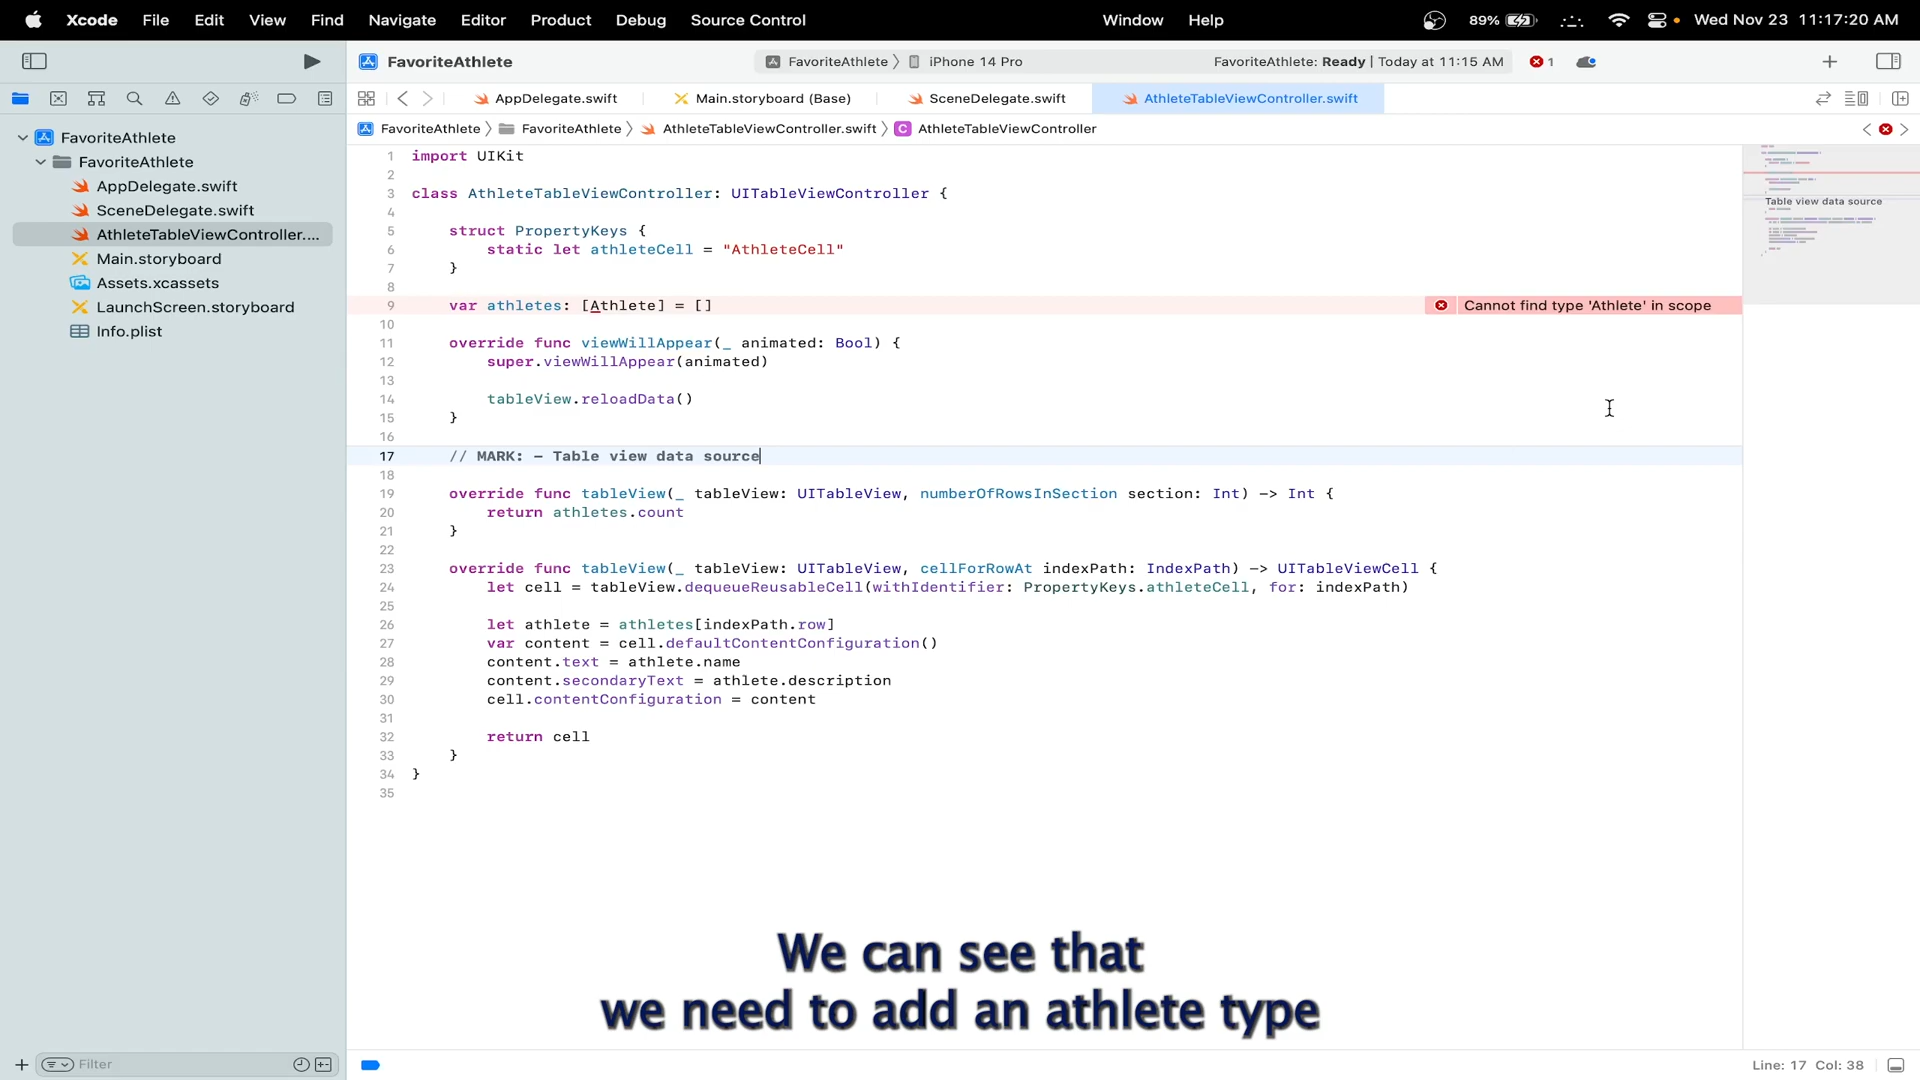 Xcode File Edit View Find Navigate Editor Product Debug Source Control Window Help 89% Wed Nov 23 11:17:20 AM
FavoriteAthlete FavoriteAthlete iPhone 14 Pro FavoriteAthlete: Ready | Today at 11:15 AM 1
AppDelegate.swift Main.storyboard (Base) SceneDelegate.swift AthleteTableViewController.swift
FavoriteAthlete FavoriteAthlete AthleteTableViewController.swift C AthleteTableViewController
FavoriteAthlete
FavoriteAthlete
AppDelegate.swift
SceneDelegate.swift
AthleteTableViewController....
Main.storyboard
Assets.xcassets
LaunchScreen.storyboard
Info.plist
1 import UIKit
2
3 class AthleteTableViewController: UITableViewController {
4
5 struct PropertyKeys {
6 static let athleteCell = "AthleteCell"
7 }
8
9 var athletes: [Athlete] = [] Cannot find type 'Athlete' in scope
10
11 override func viewWillAppear(_ animated: Bool) {
12 super.viewWillAppear(animated)
13
14 tableView.reloadData()
15 }
16
17 // MARK: – Table view data source
18
19 override func tableView(_ tableView: UITableView, numberOfRowsInSection section: Int) -> Int {
20 return athletes.count
21 }
22
23 override func tableView(_ tableView: UITableView, cellForRowAt indexPath: IndexPath) -> UITableViewCell {
24 let cell = tableView.dequeueReusableCell(withIdentifier: PropertyKeys.athleteCell, for: indexPath)
25
26 let athlete = athletes[indexPath.row]
27 var content = cell.defaultContentConfiguration()
28 content.text = athlete.name
29 content.secondaryText = athlete.description
30 cell.contentConfiguration = content
31
32 return cell
33 }
34 }
35
Table view data source
We can see that
we need to add an athlete type
Filter Line: 17 Col: 38